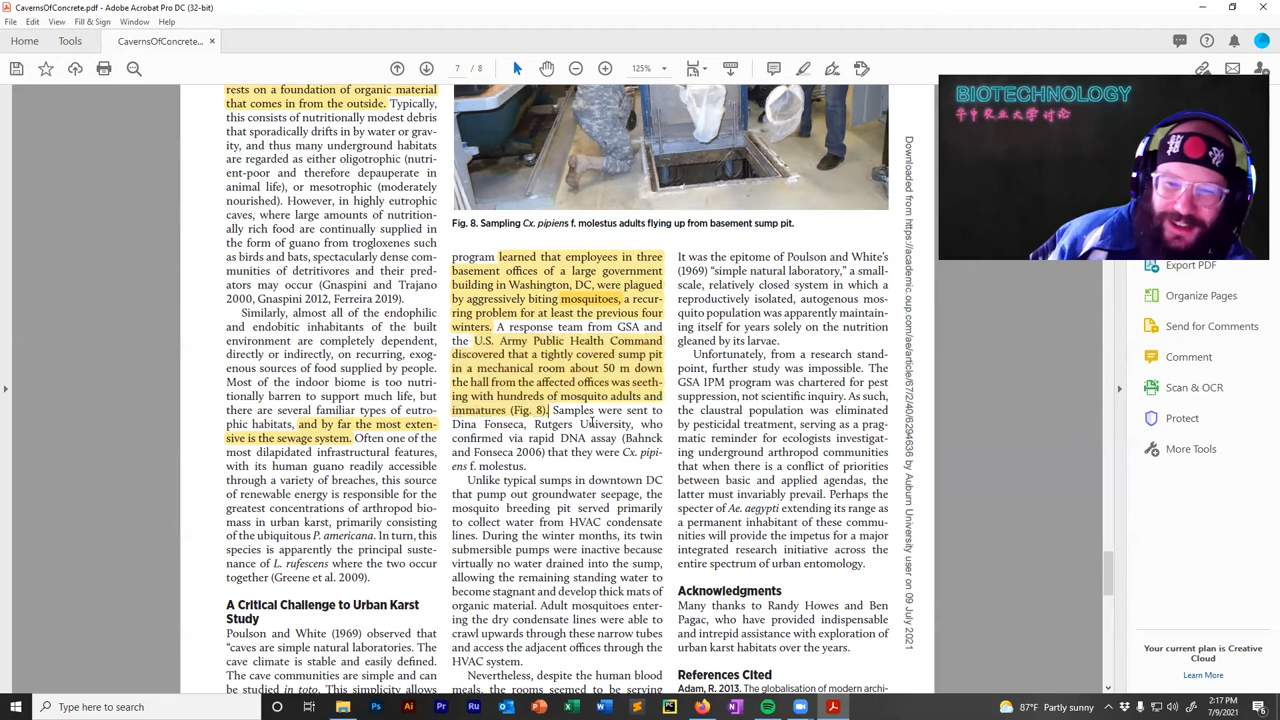 CavernsOfConcrete.pdf - Adobe Acrobat Pro DC (32-bit)
File Edit View Fill & Sign Window Help
Home Tools CavernsOfConcrete... ×
7 / 8 125%
BIOTECHNOLOGY
rests on a foundation of organic material
that comes in from the outside. Typically,
this consists of nutritionally modest debris
that sporadically drifts in by water or grav-
ity, and thus many underground habitats
are regarded as either oligotrophic (nutri-
ent-poor and therefore depauperate in
animal life), or mesotrophic (moderately
nourished). However, in highly eutrophic
caves, where large amounts of nutrition-
ally rich food are continually supplied in
the form of guano from trogloxenes such
as birds and bats, spectacularly dense com-
munities of detritivores and their pred-
ators may occur (Gnaspini and Trajano
2000, Gnaspini 2012, Ferreira 2019).
Similarly, almost all of the endophilic
and endobitic inhabitants of the built
environment are completely dependent,
directly or indirectly, on recurring, exog-
enous sources of food supplied by people.
Most of the indoor biome is too nutri-
tionally barren to support much life, but
there are several familiar types of eutro-
phic habitats, and by far the most exten-
sive is the sewage system. Often one of the
most dilapidated infrastructural features,
with its human guano readily accessible
through a variety of breaches, this source
of renewable energy is responsible for the
greatest concentrations of arthropod bio-
mass in urban karst, primarily consisting
of the ubiquitous P. americana. In turn, this
species is apparently the principal suste-
nance of L. rufescens where the two occur
together (Greene et al. 2009).
A Critical Challenge to Urban Karst
Study
Poulson and White (1969) observed that
“caves are simple natural laboratories. The
cave climate is stable and easily defined.
The cave communities are simple and can
be studied in toto. This simplicity allows
Fig. 8. Sampling Cx. pipiens f. molestus adults flying up from basement sump pit.
program learned that employees in three
basement offices of a large government
building in Washington, DC, were plagued
by aggressively biting mosquitoes, a recur-
ring problem for at least the previous four
winters. A response team from GSA and
the U.S. Army Public Health Command
discovered that a tightly covered sump pit
in a mechanical room about 50 m down
the hall from the affected offices was seeth-
ing with hundreds of mosquito adults and
immatures (Fig. 8). Samples were sent to
Dina Fonseca, Rutgers University, who
confirmed via rapid DNA assay (Bahnck
and Fonseca 2006) that they were Cx. pipi-
ens f. molestus.
Unlike typical sumps in downtown DC
that pump out groundwater seepage, the
mosquito breeding pit served primarily
to collect water from HVAC condensate
lines. During the winter months, its twin
submersible pumps were inactive because
virtually no water drained into the sump,
allowing the remaining standing water to
become stagnant and develop thick mats of
organic material. Adult mosquitoes enter-
ing the dry condensate lines were able to
crawl upwards through these narrow tubes
and access the adjacent offices through the
HVAC system.
Nevertheless, despite the human blood
meals, the rooms seemed to be serving
It was the epitome of Poulson and White's
(1969) “simple natural laboratory,” a small-
scale, relatively closed system in which a
reproductively isolated, autogenous mos-
quito population was apparently maintain-
ing itself for years solely on the nutrition
gleaned by its larvae.
Unfortunately, from a research stand-
point, further study was impossible. The
GSA IPM program was chartered for pest
suppression, not scientific inquiry. As such,
the claustral population was eliminated
by pesticidal treatment, serving as a prag-
matic reminder for ecologists investigat-
ing underground arthropod communities
that when there is a conflict of priorities
between basic and applied agendas, the
latter must invariably prevail. Perhaps the
specter of Ae. aegypti extending its range as
a permanent inhabitant of these commu-
nities will provide the impetus for a major
integrated research initiative across the
entire spectrum of urban entomology.
Acknowledgments
Many thanks to Randy Howes and Ben
Pagac, who have provided indispensable
and intrepid assistance with exploration of
urban karst habitats over the years.
References Cited
Adam, R. 2013. The globalisation of modern archi-
Downloaded from https://academic.oup.com/ae/article/67/2/40/6294636 by Auburn University user on 09 July 2021
Export PDF
Organize Pages
Send for Comments
Comment
Scan & OCR
Protect
More Tools
Your current plan is Creative
Cloud
Learn More
Type here to search
87°F Partly sunny
2:17 PM
7/9/2021